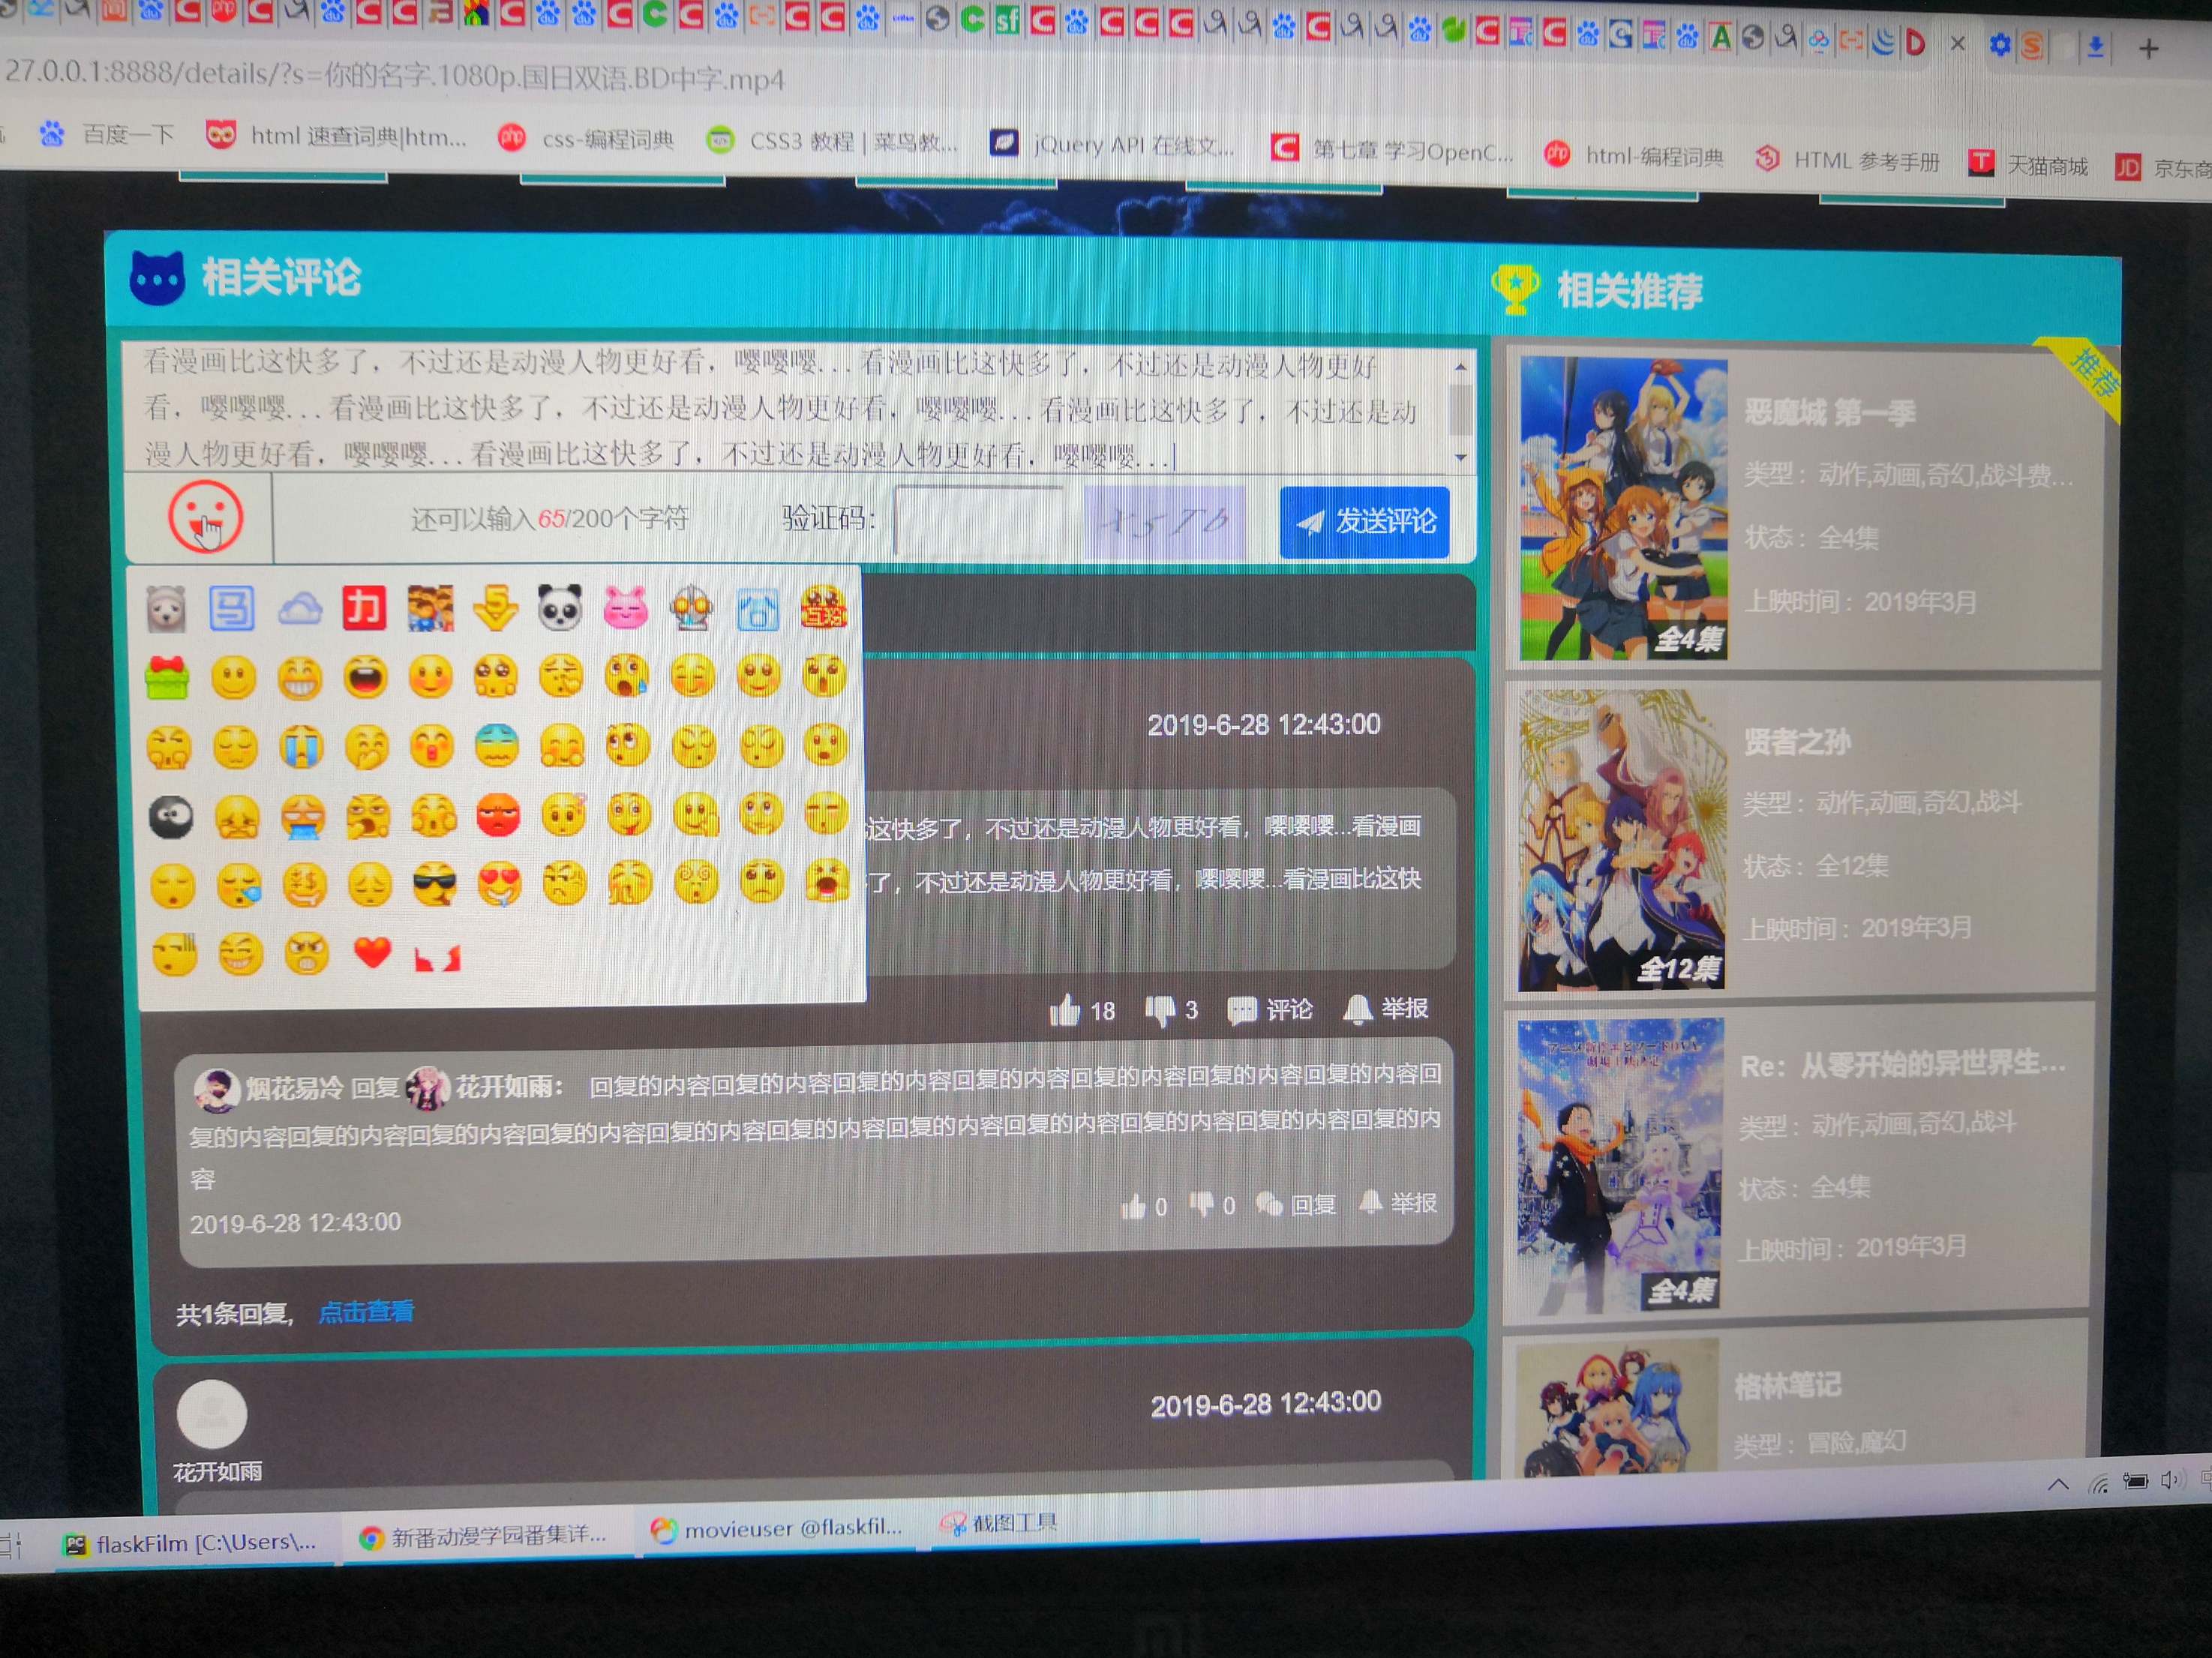 27.0.0.1:8888/details/?s=你的名字.1080p.国日双语.BD中字.mp4
百度一下 html 速查词典|htm... css-编程词典 CSS3 教程 | 菜鸟教... jQuery API 在线文... 第七章 学习OpenC... html-编程词典 HTML 参考手册 天猫商城 京东商
相关评论
看漫画比这快多了，不过还是动漫人物更好看，嘤嘤嘤...看漫画比这快多了，不过还是动漫人物更好
看，嘤嘤嘤...看漫画比这快多了，不过还是动漫人物更好看，嘤嘤嘤...看漫画比这快多了，不过还是动
漫人物更好看，嘤嘤嘤...看漫画比这快多了，不过还是动漫人物更好看，嘤嘤嘤...
还可以输入65/200个字符 验证码: 发送评论
2019-6-28 12:43:00
这快多了，不过还是动漫人物更好看，嘤嘤嘤...看漫画
了，不过还是动漫人物更好看，嘤嘤嘤...看漫画比这快
18 3 评论 举报
烟花易冷 回复 花开如雨： 回复的内容回复的内容回复的内容回复的内容回复的内容回复的内容回复的内容回
复的内容回复的内容回复的内容回复的内容回复的内容回复的内容回复的内容回复的内容回复的内容回复的内
容
2019-6-28 12:43:00
0 0 回复 举报
共1条回复， 点击查看
2019-6-28 12:43:00
花开如雨
相关推荐
推荐
恶魔城 第一季
类型：动作,动画,奇幻,战斗费...
状态：全4集
上映时间：2019年3月
全4集
贤者之孙
类型：动作,动画,奇幻,战斗
状态：全12集
上映时间：2019年3月
全12集
Re：从零开始的异世界生...
类型：动作,动画,奇幻,战斗
状态：全4集
上映时间：2019年3月
全4集
格林笔记
类型：冒险,魔幻
flaskFilm [C:\Users\... 新番动漫学园番集详... movieuser @flaskfil... 截图工具